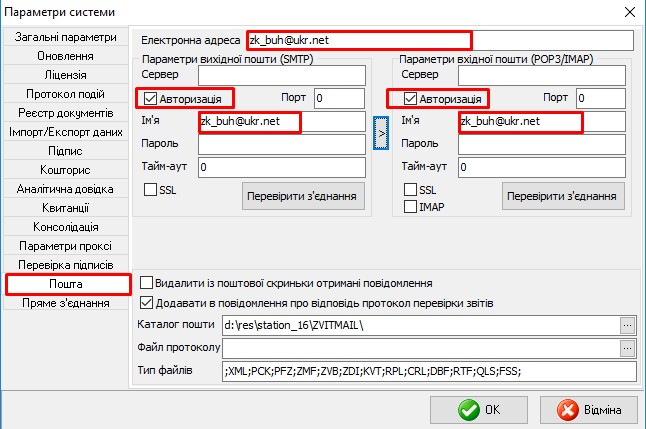 Параметри системи
Загальні параметри
Оновлення
Ліцензія
Протокол подій
Реєстр документів
Імпорт/Експорт даних
Підпис
Кошторис
Аналітична довідка
Квитанції
Консолідація
Параметри проксі
Перевірка підписів
Пошта
Пряме з'єднання
Електронна адреса zk_buh@ukr.net
Параметри вихідної пошти (SMTP)
Сервер
Авторизація Порт 0
Ім'я zk_buh@ukr.net
Пароль
Тайм-аут 0
SSL Перевірити з'єднання
>
Параметри вхідної пошти (POP3/IMAP)
Сервер
Авторизація Порт 0
Ім'я zk_buh@ukr.net
Пароль
Тайм-аут 0
SSL Перевірити з'єднання
IMAP
Видалити із поштової скриньки отримані повідомлення
Додавати в повідомлення про відповідь протокол перевірки звітів
Каталог пошти d:\res\station_16\ZVITMAIL\ ...
Файл протоколу ...
Тип файлів ;XML;PCK;PFZ;ZMF;ZVB;ZDI;KVT;RPL;CRL;DBF;RTF;QLS;FSS;
OK Відміна